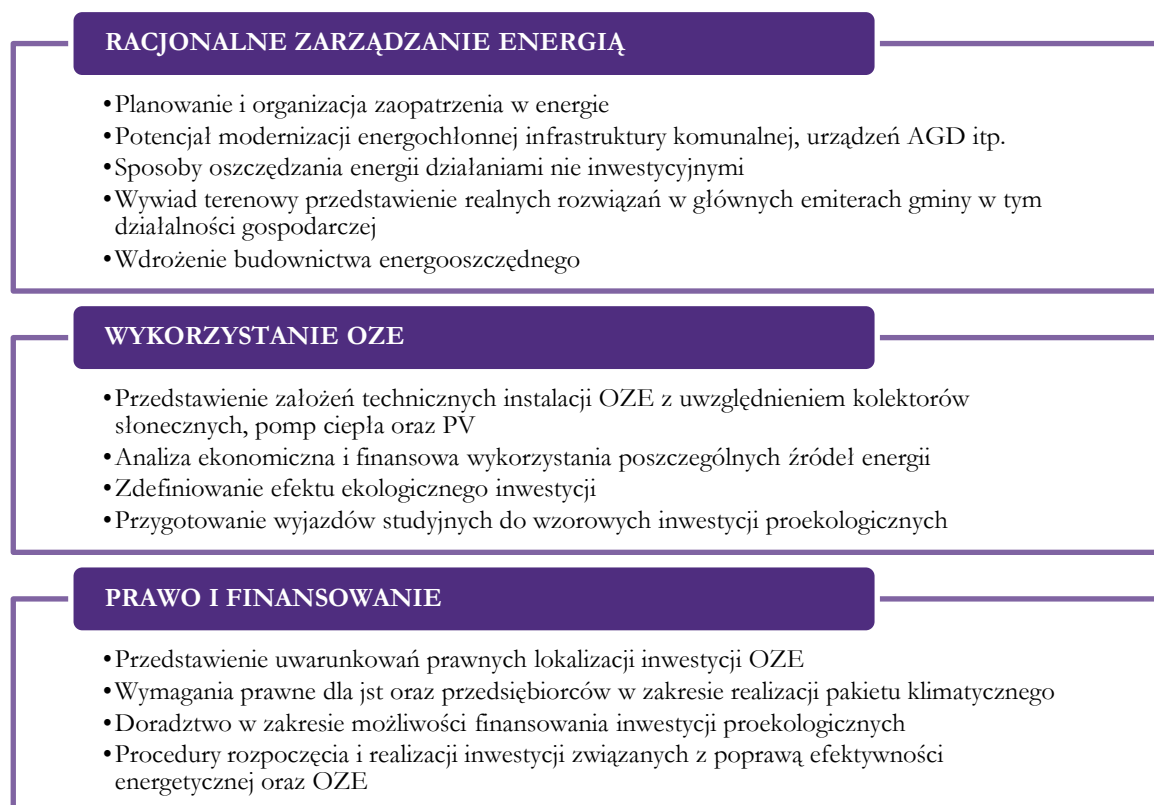 RACJONALNE ZARZĄDZANIE ENERGIĄ
•Planowanie i organizacja zaopatrzenia w energie
•Potencjał modernizacji energochłonnej infrastruktury komunalnej, urządzeń AGD itp.
•Sposoby oszczędzania energii działaniami nie inwestycyjnymi
•Wywiad terenowy przedstawienie realnych rozwiązań w głównych emiterach gminy w tym
działalności gospodarczej
•Wdrożenie budownictwa energooszczędnego
WYKORZYSTANIE OZE
•Przedstawienie założeń technicznych instalacji OZE z uwzględnieniem kolektorów
słonecznych, pomp ciepła oraz PV
•Analiza ekonomiczna i finansowa wykorzystania poszczególnych źródeł energii
•Zdefiniowanie efektu ekologicznego inwestycji
•Przygotowanie wyjazdów studyjnych do wzorowych inwestycji proekologicznych
PRAWO I FINANSOWANIE
•Przedstawienie uwarunkowań prawnych lokalizacji inwestycji OZE
•Wymagania prawne dla jst oraz przedsiębiorców w zakresie realizacji pakietu klimatycznego
•Doradztwo w zakresie możliwości finansowania inwestycji proekologicznych
•Procedury rozpoczęcia i realizacji inwestycji związanych z poprawą efektywności
energetycznej oraz OZE